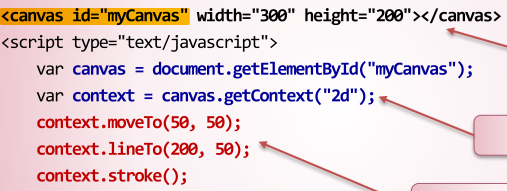 <canvas id="myCanvas" width="300" height="200"></canvas>
<script type="text/javascript">
var canvas = document.getElementById("myCanvas");
var context = canvas.getContext("2d");
context.moveTo(50, 50);
context.lineTo(200, 50);
context.stroke();